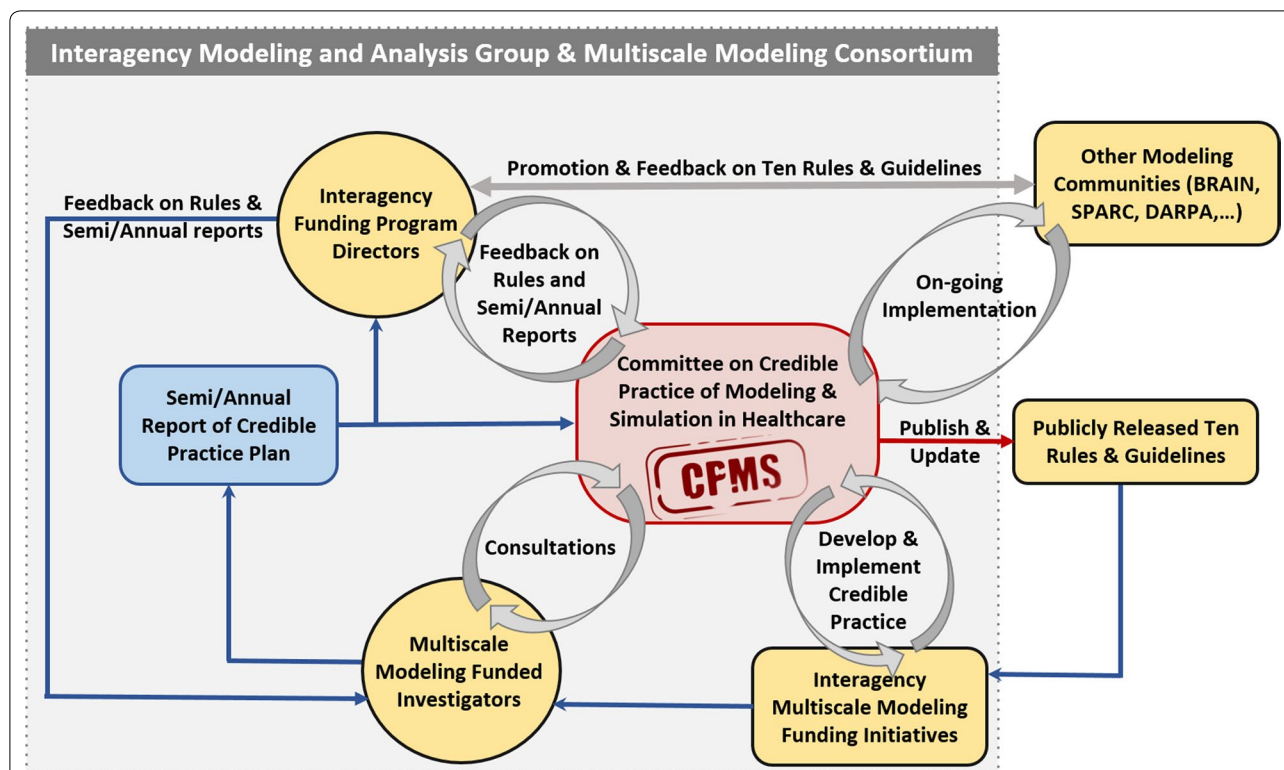 Interagency Modeling and Analysis Group & Multiscale Modeling Consortium
Promotion & Feedback on Ten Rules & Guidelines
Other Modeling
Communities (BRAIN,
SPARC, DARPA,...)
Interagency
Funding Program
Directors
Feedback on Rules &
Semi/Annual reports
Feedback on
Rules and
Semi/Annual
Reports
On-going
Implementation
Committee on Credible
Practice of Modeling &
Simulation in Healthcare
CPMS
Semi/Annual
Report of Credible
Practice Plan
Publish &
Update
Publicly Released Ten
Rules & Guidelines
Consultations
Develop &
Implement
Credible
Practice
Multiscale
Modeling Funded
Investigators
Interagency
Multiscale Modeling
Funding Initiatives